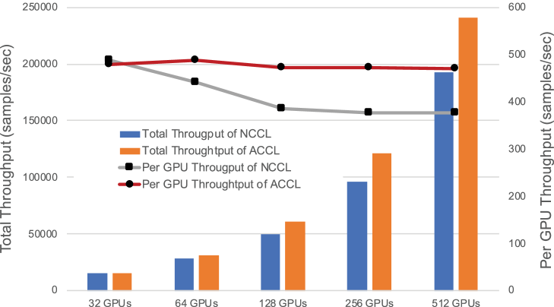 250000
200000
150000
100000
50000
0
Total Throughput (samples/sec)
Total Througput of NCCL
Total Throughtput of ACCL
Per GPU Througput of NCCL
Per GPU Throughtput of ACCL
600
500
400
300
200
100
0
Per GPU Throughput (samples/sec)
32 GPUs 64 GPUs 128 GPUs 256 GPUs 512 GPUs